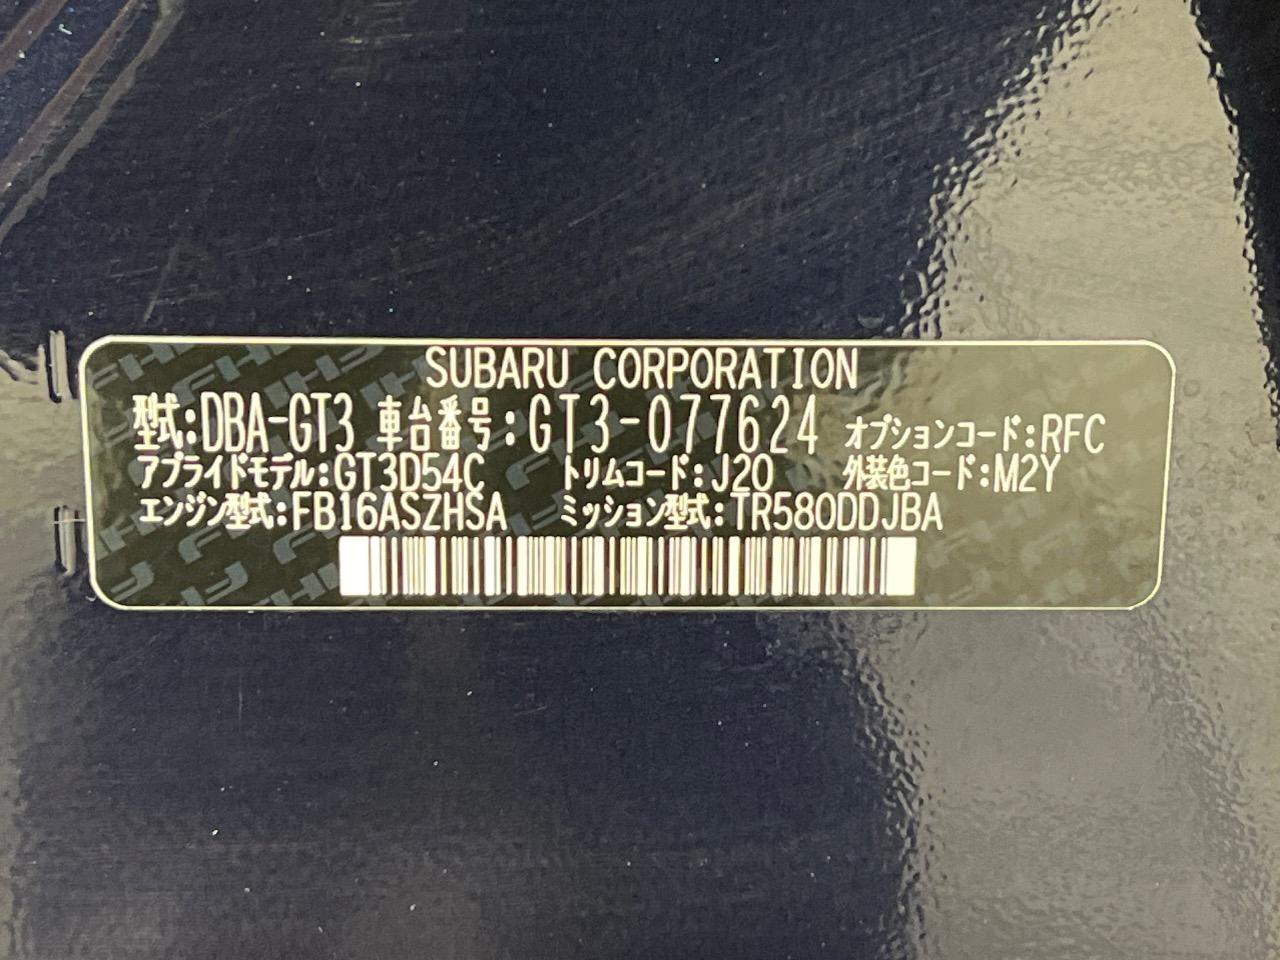 SUBARU CORPORATION
型式:DBA-GT3 車台番号:GT3-077624 オプションコード:RFC
アプライドモデル:GT3D54C トリムコード:J20 外装色コード:M2Y
エンジン型式:FB16ASZHSA ミッション型式:TR580DDJBA